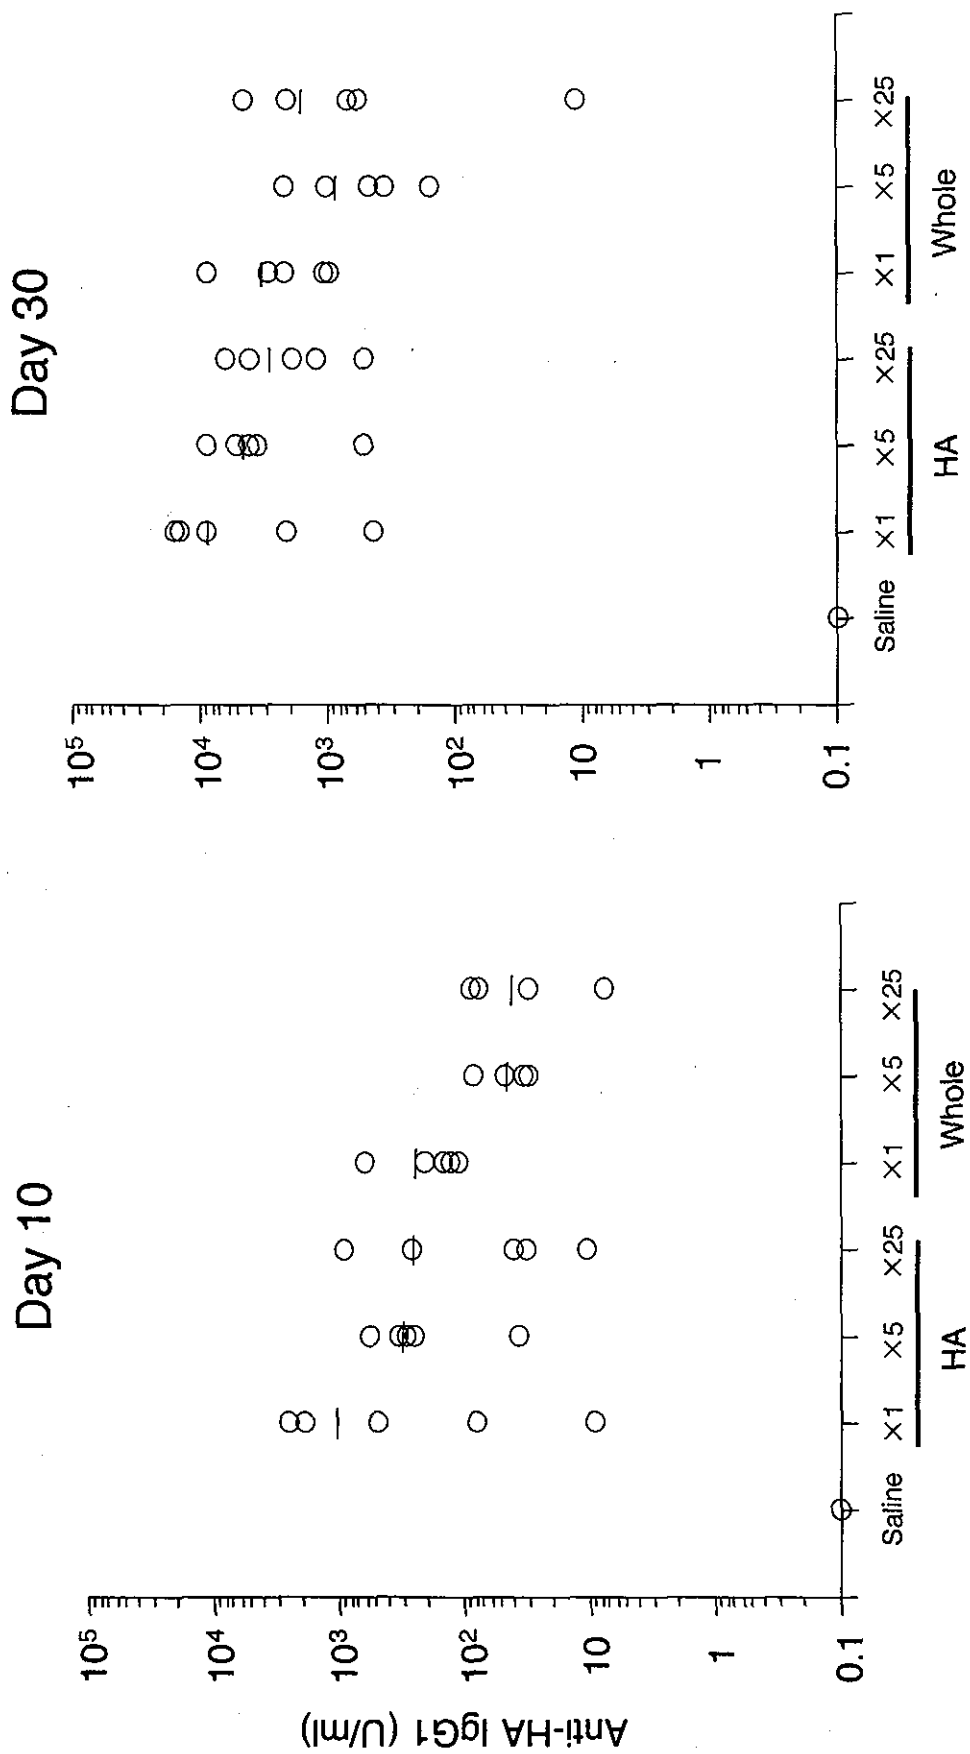 Day 10
Anti-HA IgG1 (U/ml)
10⁵
10⁴
10³
10²
10
1
0.1
Saline ×1 ×5 ×25 ×1 ×5 ×25
HA Whole
Day 30
10⁵
10⁴
10³
10²
10
1
0.1
Saline ×1 ×5 ×25 ×1 ×5 ×25
HA Whole